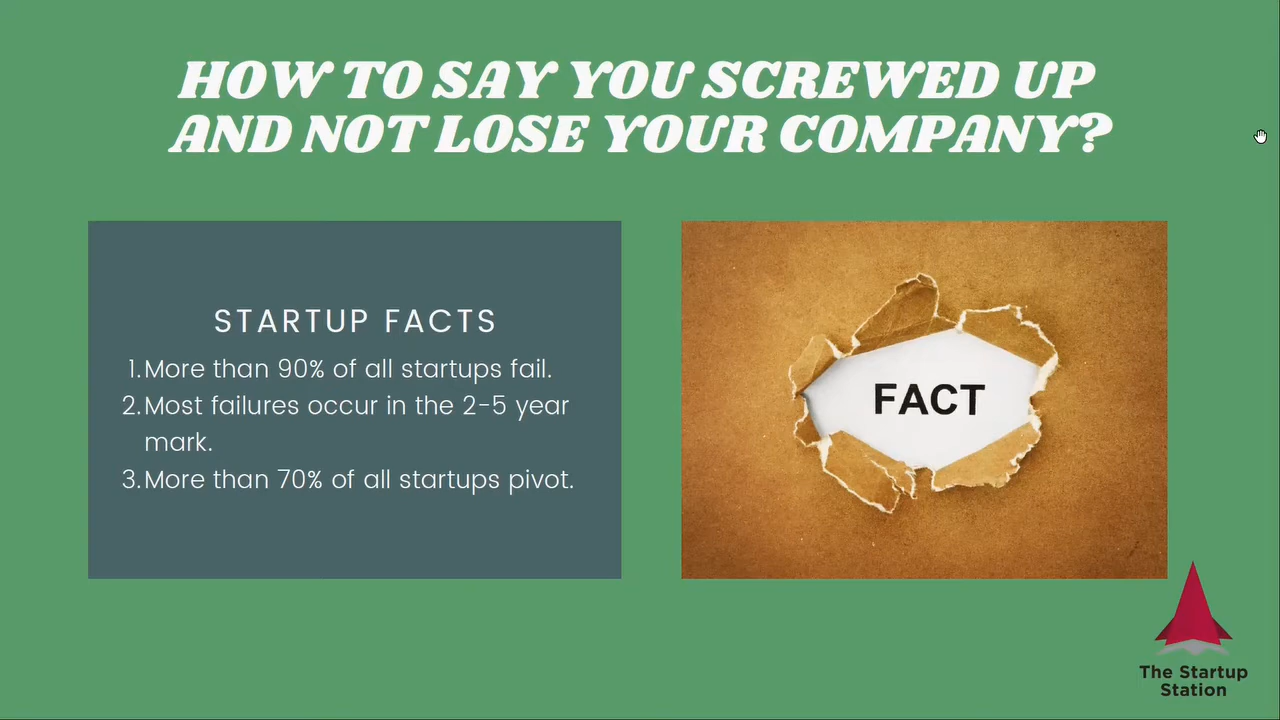 HOW TO SAY YOU SCREWED UP
AND NOT LOSE YOUR COMPANY?
STARTUP FACTS
1. More than 90% of all startups fail.
2. Most failures occur in the 2-5 year
mark.
3. More than 70% of all startups pivot.
FACT
The Startup
Station